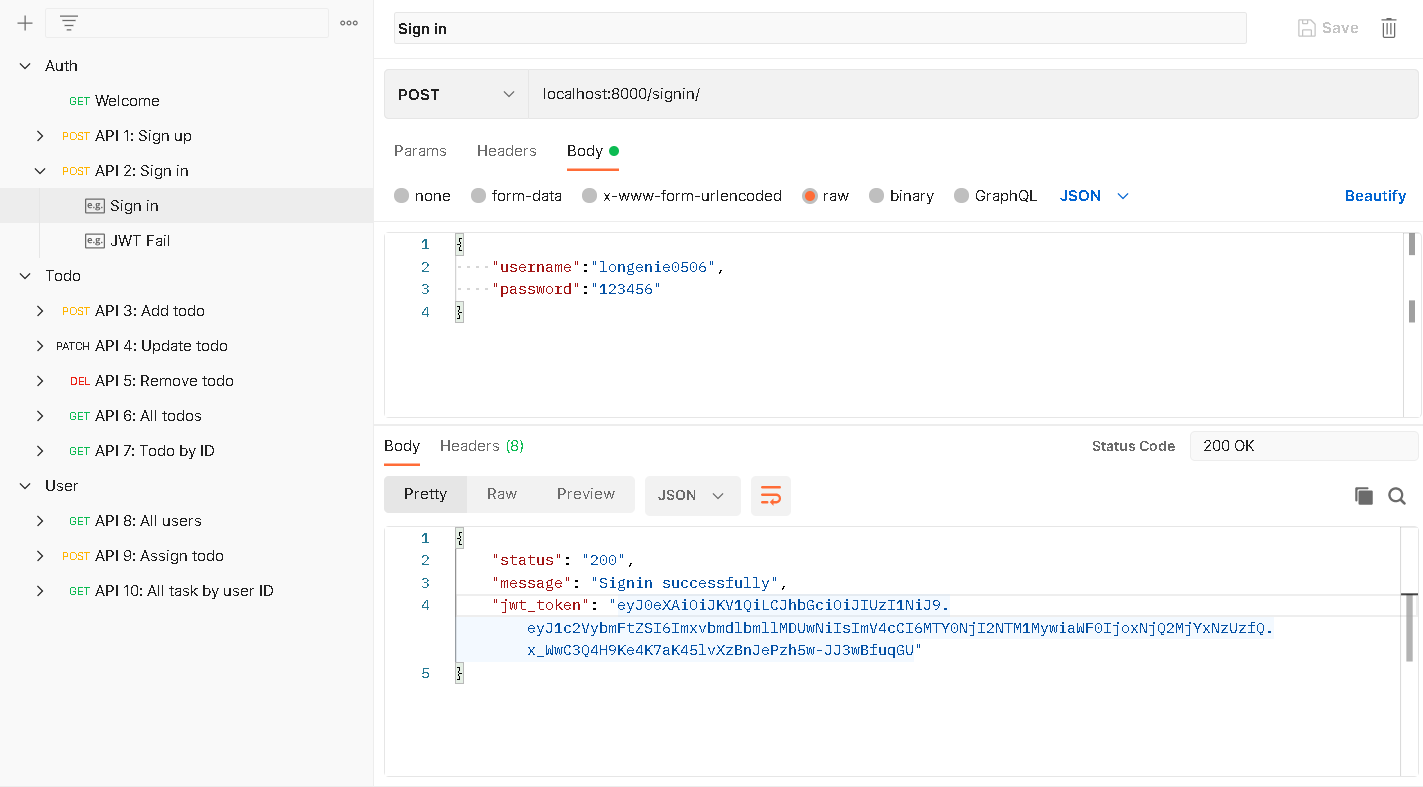 Auth
GET Welcome
POST API 1: Sign up
POST API 2: Sign in
e.g. Sign in
e.g. JWT Fail
Todo
POST API 3: Add todo
PATCH API 4: Update todo
DEL API 5: Remove todo
GET API 6: All todos
GET API 7: Todo by ID
User
GET API 8: All users
POST API 9: Assign todo
GET API 10: All task by user ID
Sign in
Save
POST localhost:8000/signin/
Params Headers Body
none form-data x-www-form-urlencoded raw binary GraphQL JSON Beautify
1 {
2 "username":"longenie0506",
3 "password":"123456"
4 }
Body Headers (8) Status Code 200 OK
Pretty Raw Preview JSON
1 {
2 "status": "200",
3 "message": "Signin successfully",
4 "jwt_token": "eyJ0eXAiOiJKV1QiLCJhbGciOiJIUzI1NiJ9.
eyJ1c2VybmFtZSI6ImxvbmdlbmllMDUwNiIsImV4cCI6MTY0NjI2NTM1MywiaWF0IjoxNjQ2MjYxNzUzfQ.
x_WwC3Q4H9Ke4K7aK45lvXzBnJePzh5w-JJ3wBfuqGU"
5 }